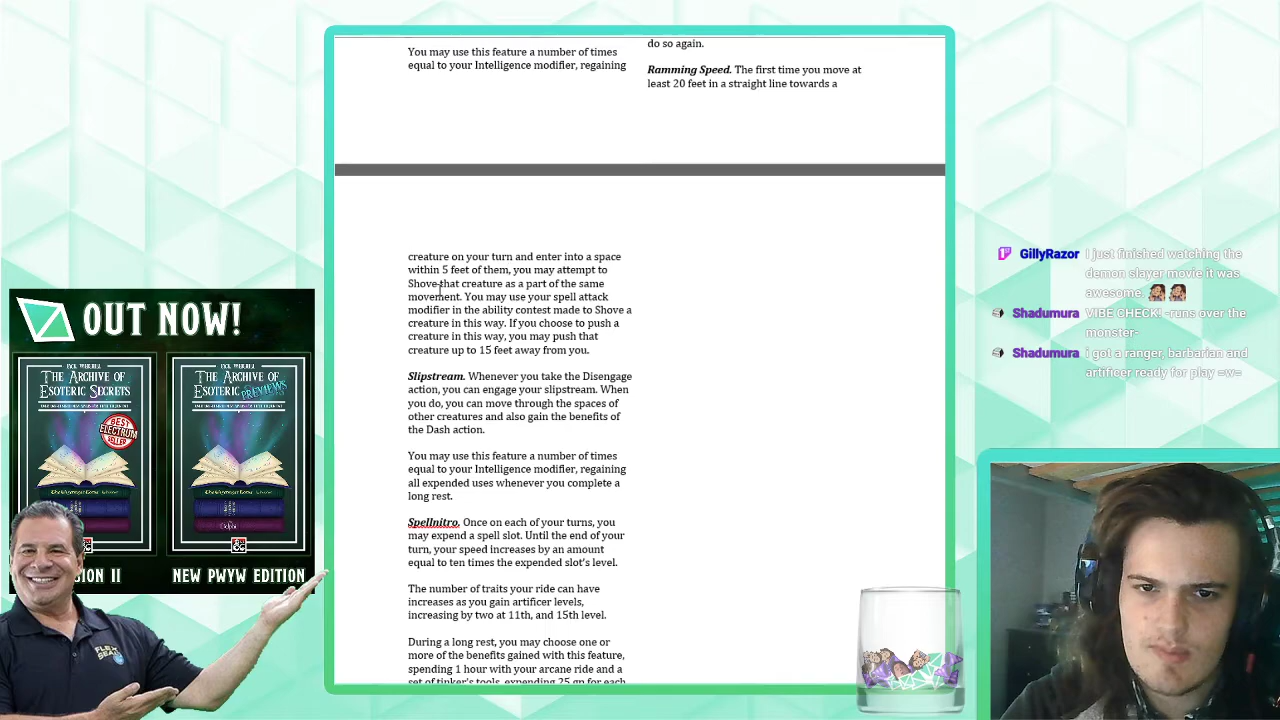 You may use this feature a number of times
equal to your Intelligence modifier, regaining
do so again.
Ramming Speed. The first time you move at
least 20 feet in a straight line towards a
creature on your turn and enter into a space
within 5 feet of them, you may attempt to
Shove that creature as a part of the same
movement. You may use your spell attack
modifier in the ability contest made to Shove a
creature in this way. If you choose to push a
creature in this way, you may push that
creature up to 15 feet away from you.
Slipstream. Whenever you take the Disengage
action, you can engage your slipstream. When
you do, you can move through the spaces of
other creatures and also gain the benefits of
the Dash action.
You may use this feature a number of times
equal to your Intelligence modifier, regaining
all expended uses whenever you complete a
long rest.
Spellnitro. Once on each of your turns, you
may expend a spell slot. Until the end of your
turn, your speed increases by an amount
equal to ten times the expended slot's level.
The number of traits your ride can have
increases as you gain artificer levels,
increasing by two at 11th, and 15th level.
During a long rest, you may choose one or
more of the benefits gained with this feature,
spending 1 hour with your arcane ride and a
set of tinker's tools, expending 25 gp for each
OUT NOW!
THE ARCHIVE OF
ESOTERIC SECRETS
BEST
ELECTRUM
SELLER
ION II
THE ARCHIVE OF
ESOTERIC
PREVIEWS
NEW PWYW EDITION
GillyRazor I just finished watching the
demon slayer movie it was
awesome.
Shadumura VIBE CHECK! -runs over the
monster-
Shadumura i got a ranger, barbarian and
artificer ready for play =w=